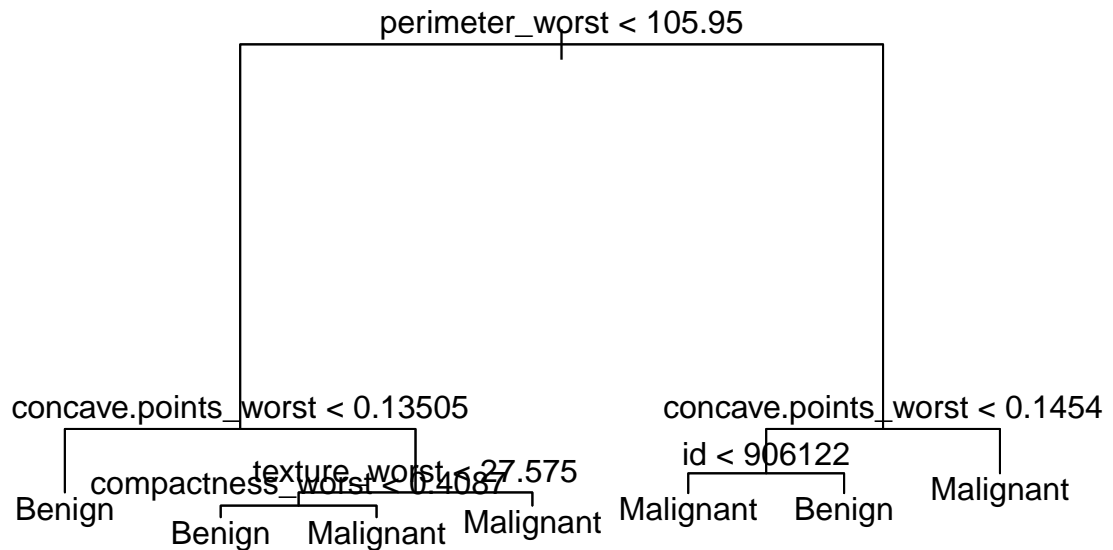 perimeter_worst < 105.95
concave.points_worst < 0.13505
concave.points_worst < 0.1454
id < 906122
texture_worst < 27.575
compactness_worst < 0.4087
Benign
Benign
Malignant
Malignant
Malignant
Benign
Malignant